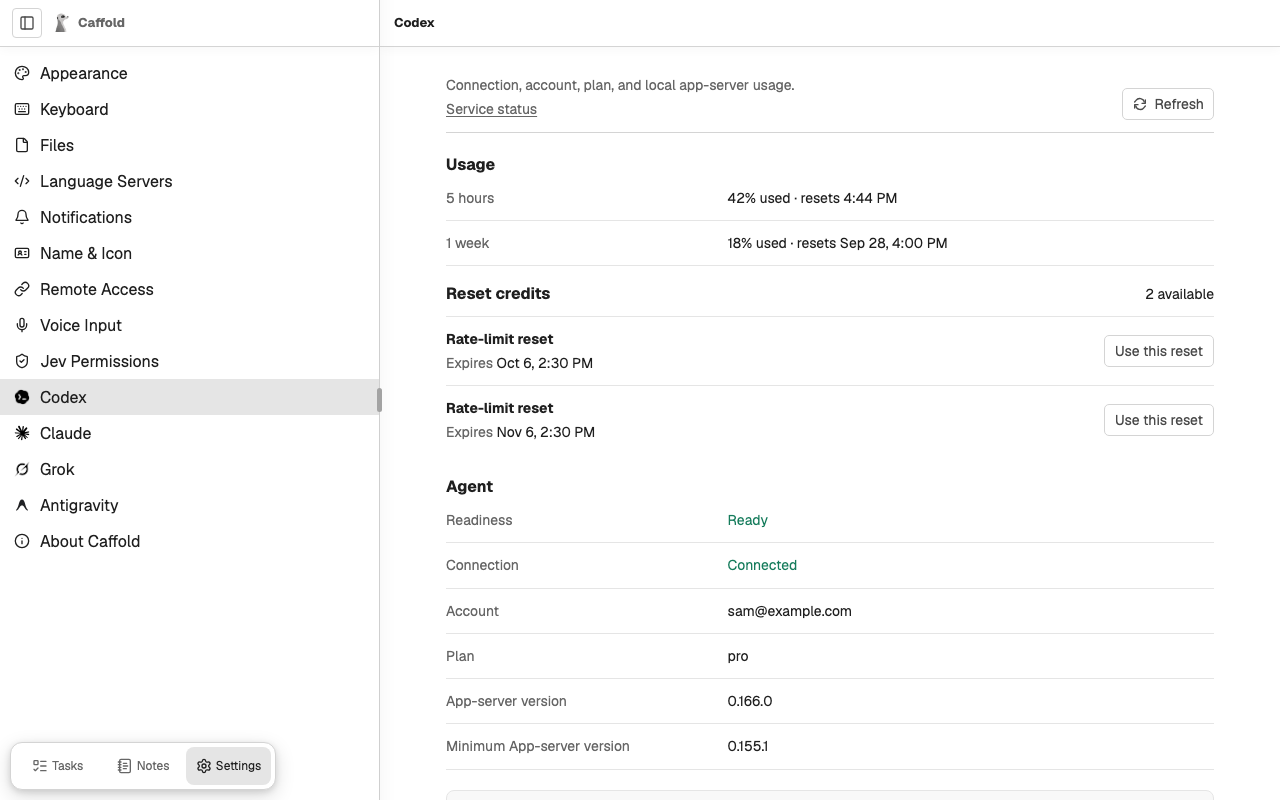 Caffold
Codex
Appearance
Keyboard
Files
Language Servers
Notifications
Name & Icon
Remote Access
Voice Input
Jev Permissions
Codex
Claude
Grok
Antigravity
About Caffold
Tasks
Notes
Settings
Connection, account, plan, and local app-server usage.
Service status
Refresh
Usage
5 hours
42% used · resets 4:44 PM
1 week
18% used · resets Sep 28, 4:00 PM
Reset credits
2 available
Rate-limit reset
Expires Oct 6, 2:30 PM
Use this reset
Rate-limit reset
Expires Nov 6, 2:30 PM
Use this reset
Agent
Readiness
Ready
Connection
Connected
Account
sam@example.com
Plan
pro
App-server version
0.166.0
Minimum App-server version
0.155.1